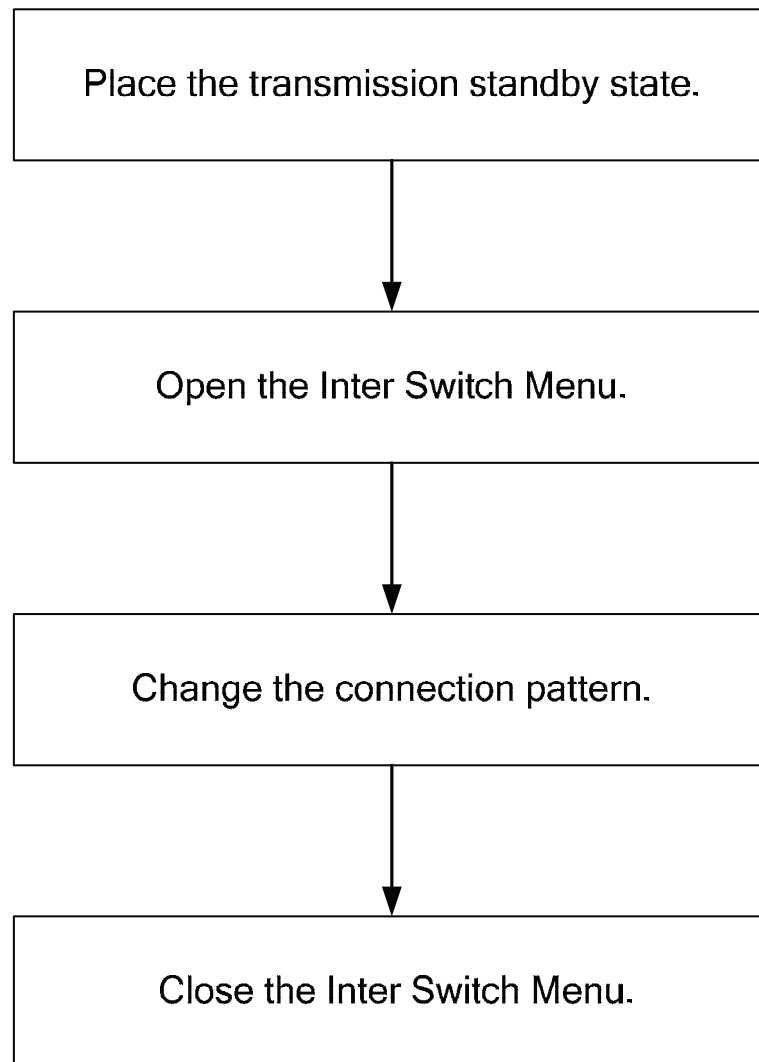 Place the transmission standby state.
Open the Inter Switch Menu.
Change the connection pattern.
Close the Inter Switch Menu.